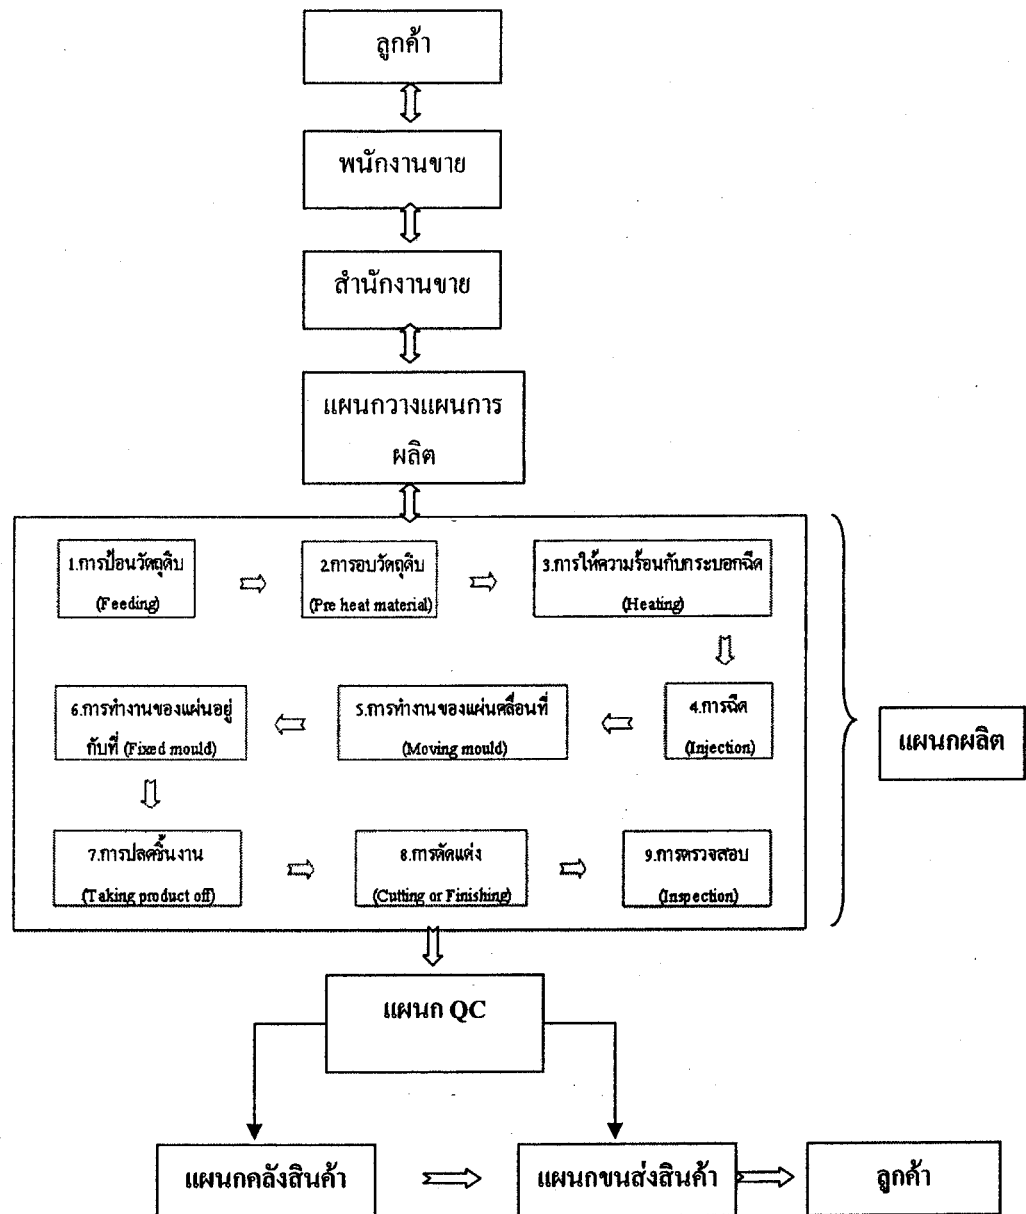 ลูกค้า
พนักงานขาย
สำนักงานขาย
แผนกวางแผนการ
ผลิต
1.การป้อนวัตถุดิบ
(Feeding)
2.การอบวัตถุดิบ
(Pre heat material)
3.การให้ความร้อนกับกระบอกฉีด
(Heating)
4.การฉีด
(Injection)
5.การทำงานของแผ่นเคลื่อนที่
(Moving mould)
6.การทำงานของแผ่นอยู่
กับที่ (Fixed mould)
7.การปลดชิ้นงาน
(Taking product off)
8.การตัดแต่ง
(Cutting or Finishing)
9.การตรวจสอบ
(Inspection)
แผนกผลิต
แผนก QC
แผนกคลังสินค้า
แผนกขนส่งสินค้า
ลูกค้า